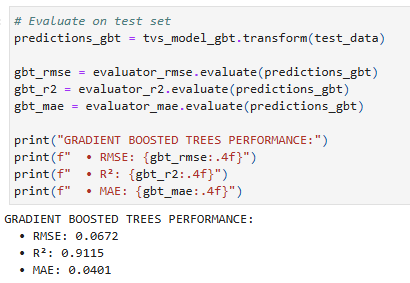 # Evaluate on test set
predictions_gbt = tvs_model_gbt.transform(test_data)
gbt_rmse = evaluator_rmse.evaluate(predictions_gbt)
gbt_r2 = evaluator_r2.evaluate(predictions_gbt)
gbt_mae = evaluator_mae.evaluate(predictions_gbt)
print("GRADIENT BOOSTED TREES PERFORMANCE:")
print(f"  • RMSE: {gbt_rmse:.4f}")
print(f"  • R²: {gbt_r2:.4f}")
print(f"  • MAE: {gbt_mae:.4f}")
GRADIENT BOOSTED TREES PERFORMANCE:
  • RMSE: 0.0672
  • R²: 0.9115
  • MAE: 0.0401